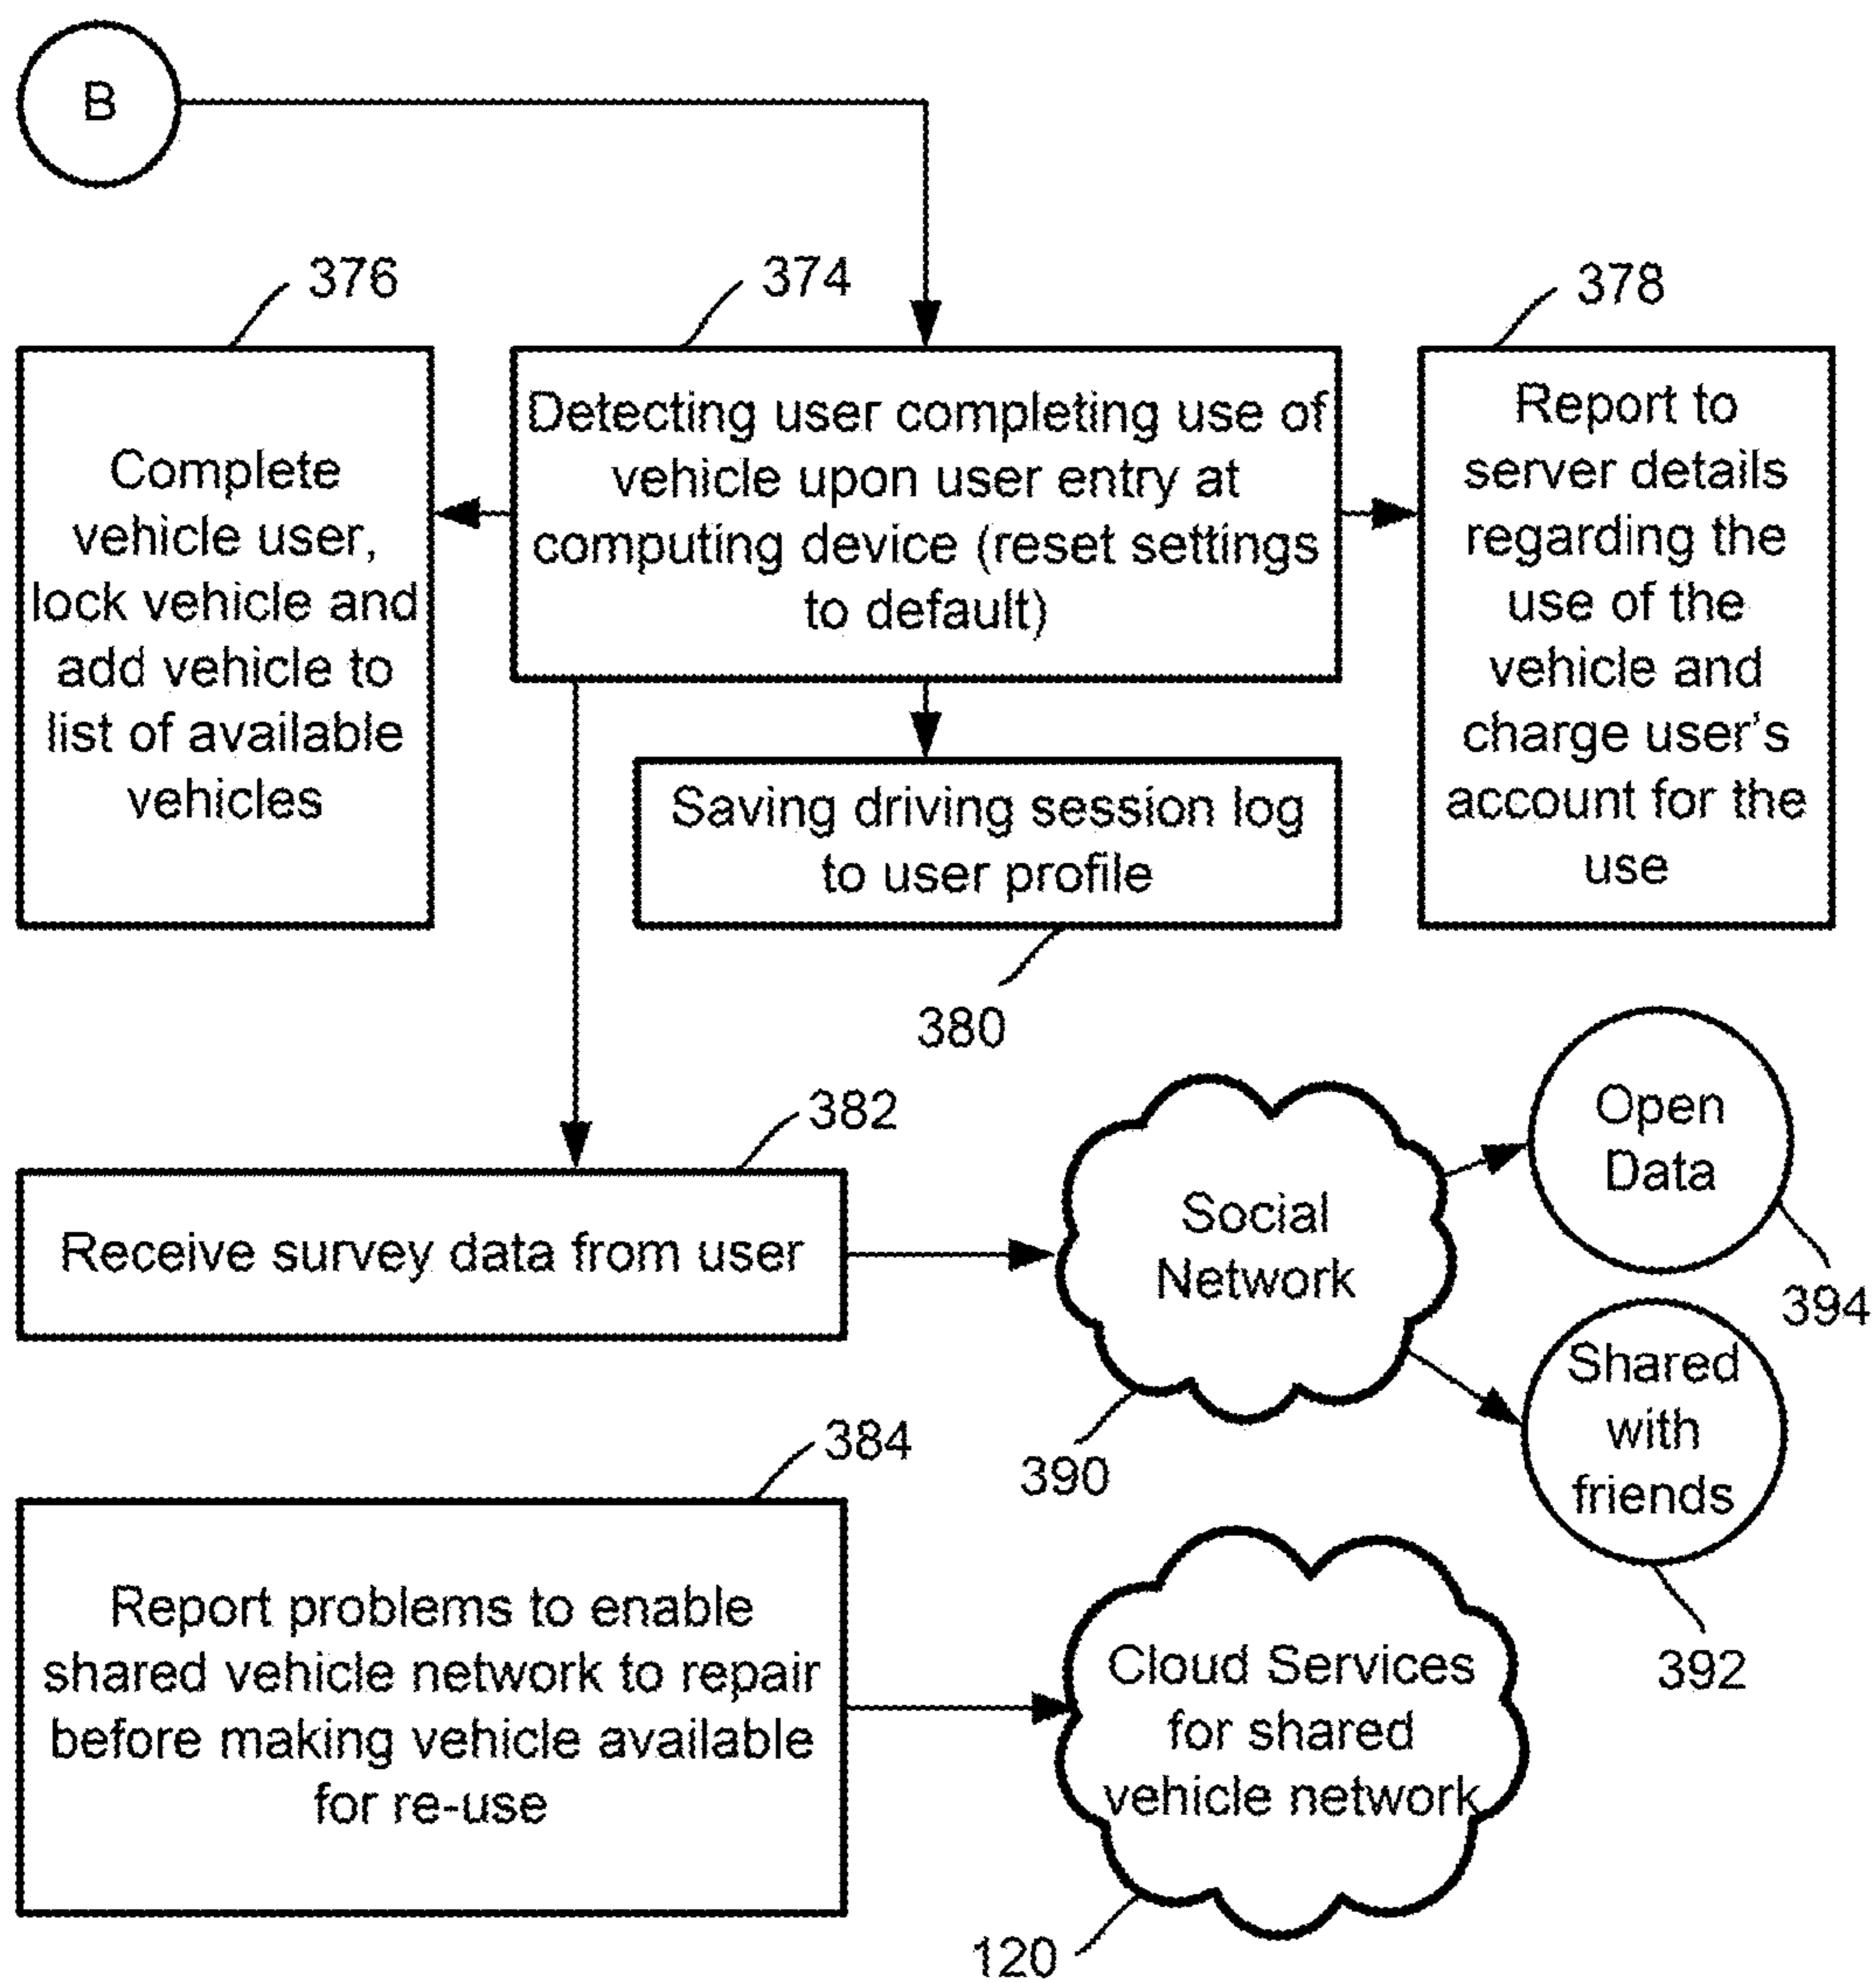 B
376
374
378
Complete
vehicle user,
lock vehicle and
add vehicle to
list of available
vehicles
Detecting user completing use of
vehicle upon user entry at
computing device (reset settings
to default)
Report to
server details
regarding the
use of the
vehicle and
charge user's
account for the
use
Saving driving session log
to user profile
380
382
Receive survey data from user
Social
Network
390
Open
Data
394
Shared
with
friends
392
384
Report problems to enable
shared vehicle network to repair
before making vehicle available
for re-use
Cloud Services
for shared
vehicle network
120